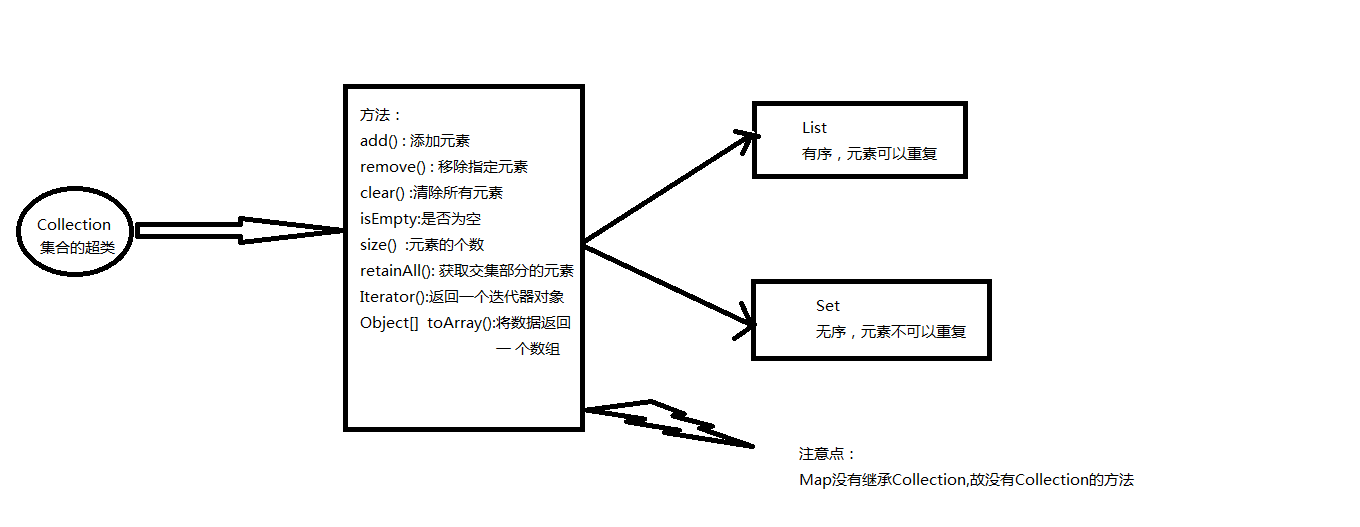 Collection
集合的超类
方法：
add() : 添加元素
remove() : 移除指定元素
clear() :清除所有元素
isEmpty:是否为空
size()  :元素的个数
retainAll(): 获取交集部分的元素
Iterator():返回一个迭代器对象
Object[]  toArray():将数据返回
一 个数组
List
有序，元素可以重复
Set
无序，元素不可以重复
注意点：
Map没有继承Collection,故没有Collection的方法